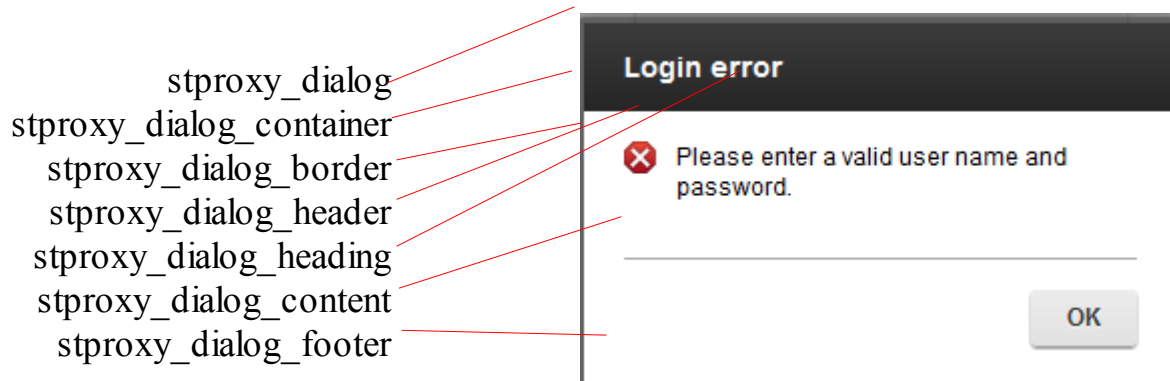 stproxy_dialog
stproxy_dialog_container
stproxy_dialog_border
stproxy_dialog_header
stproxy_dialog_heading
stproxy_dialog_content
stproxy_dialog_footer
Login error
Please enter a valid user name and
password.
OK